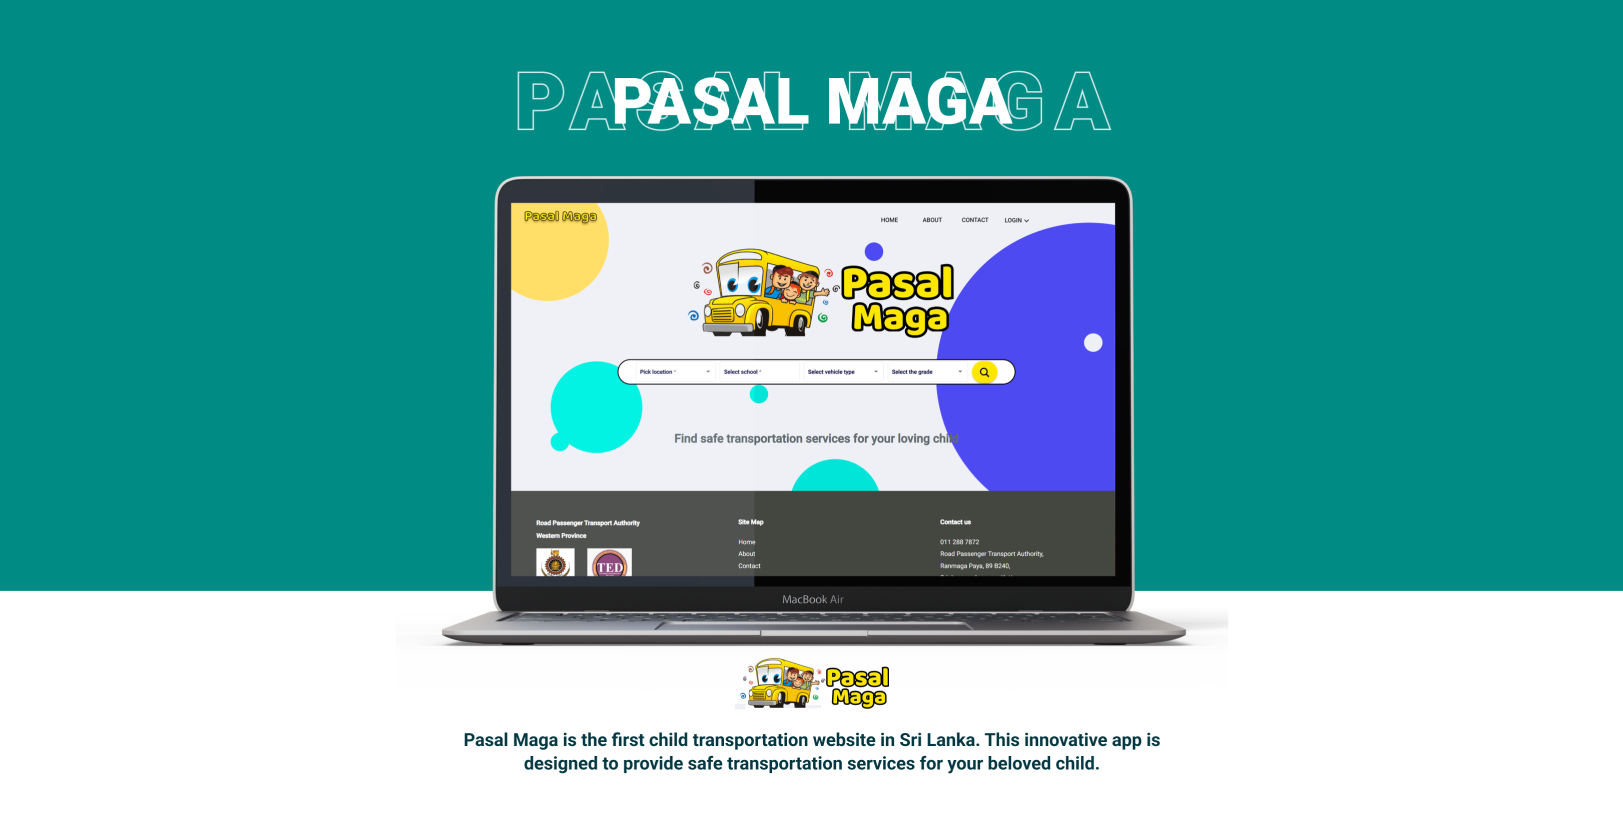 PASAL MAGA
PASAL MAGA
Pasal Maga
HOME ABOUT CONTACT LOGIN
Pasal
Maga
Pick location * Select school * Select vehicle type Select the grade
Find safe transportation services for your loving child
Road Passenger Transport Authority
Western Province
TED
Site Map
Home
About
Contact
Contact us
011 288 7872
Road Passenger Transport Authority,
Ranmaga Paya, 89 B240,
MacBook Air
Pasal
Maga
Pasal Maga is the first child transportation website in Sri Lanka. This innovative app is
designed to provide safe transportation services for your beloved child.